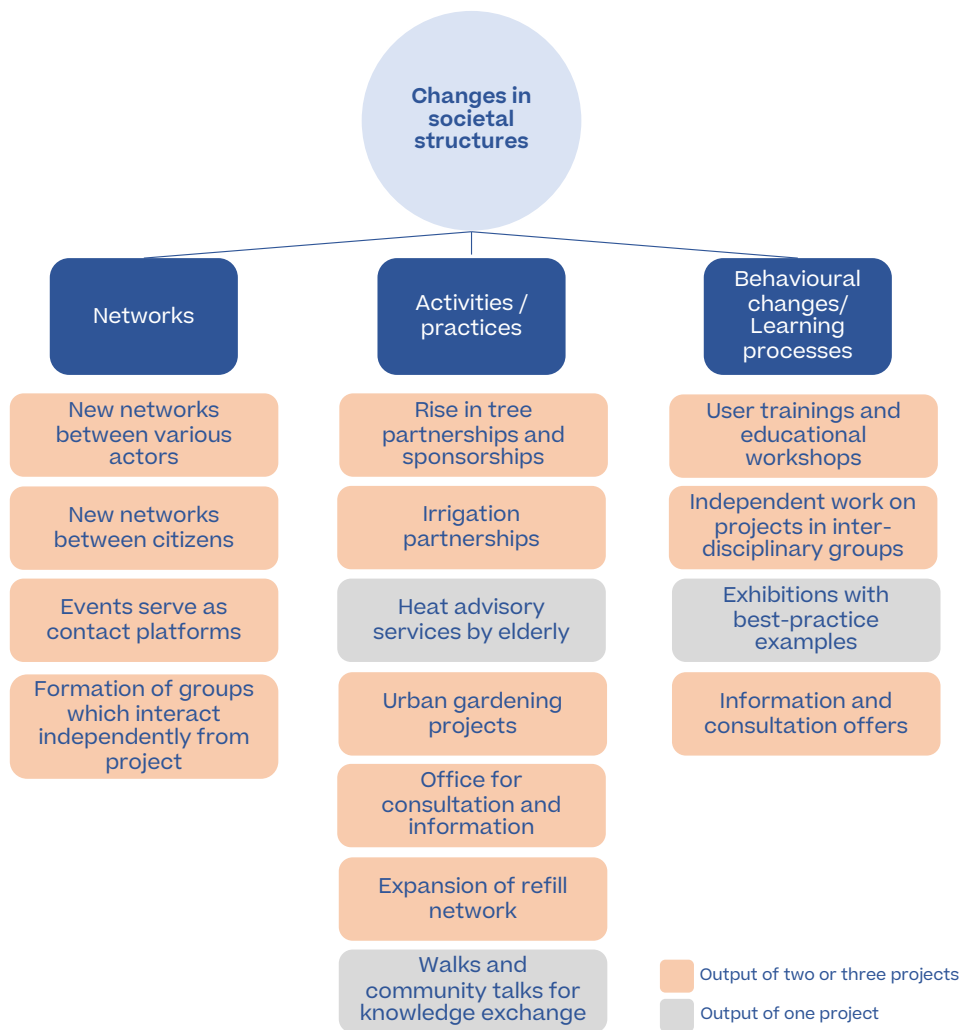 Changes in
societal
structures
Networks
Activities /
practices
Behavioural
changes/
Learning
processes
New networks
between various
actors
New networks
between citizens
Events serve as
contact platforms
Formation of groups
which interact
independently from
project
Rise in tree
partnerships and
sponsorships
Irrigation
partnerships
Heat advisory
services by elderly
Urban gardening
projects
Office for
consultation and
information
Expansion of refill
network
Walks and
community talks for
knowledge exchange
User trainings and
educational
workshops
Independent work on
projects in inter-
disciplinary groups
Exhibitions with
best-practice
examples
Information and
consultation offers
Output of two or three projects
Output of one project